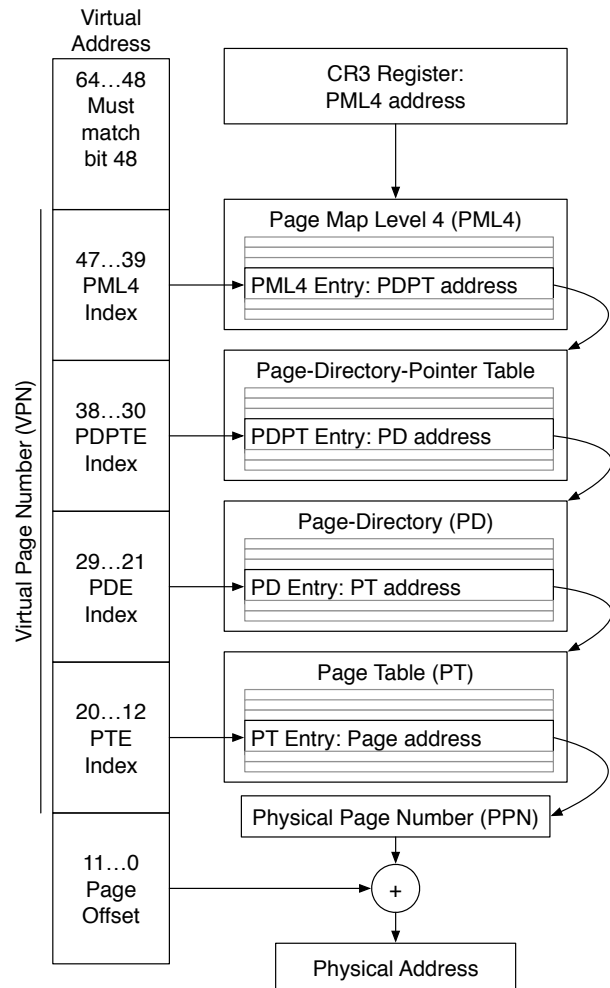 Virtual
Address
64...48
Must
match
bit 48
CR3 Register:
PML4 address
Virtual Page Number (VPN)
47...39
PML4
Index
Page Map Level 4 (PML4)
PML4 Entry: PDPT address
38...30
PDPTE
Index
Page-Directory-Pointer Table
PDPT Entry: PD address
29...21
PDE
Index
Page-Directory (PD)
PD Entry: PT address
20...12
PTE
Index
Page Table (PT)
PT Entry: Page address
Physical Page Number (PPN)
11...0
Page
Offset
+
Physical Address